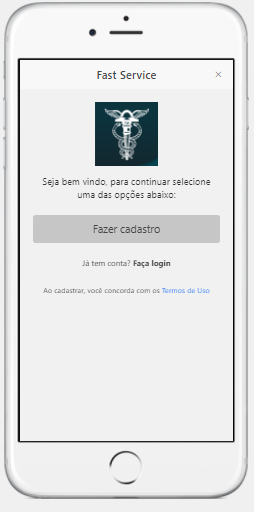 Fast Service
Seja bem vindo, para continuar selecione
uma das opções abaixo:
Fazer cadastro
Já tem conta? Faça login
Ao cadastrar, você concorda com os Termos de Uso